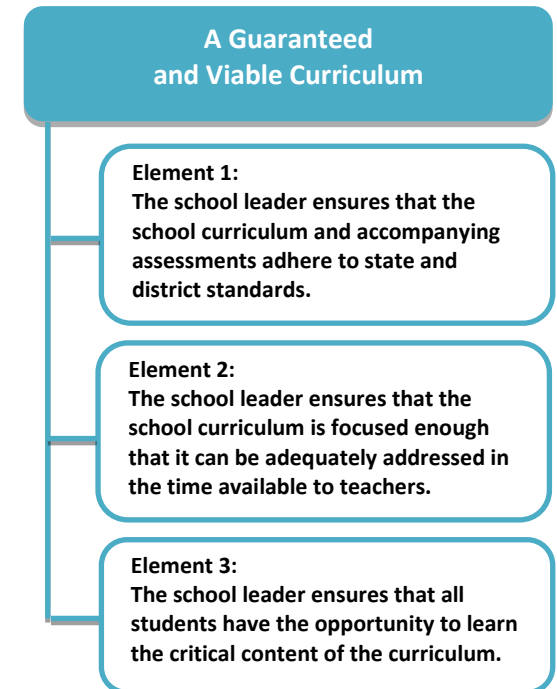 A Guaranteed
and Viable Curriculum
Element 1:
The school leader ensures that the
school curriculum and accompanying
assessments adhere to state and
district standards.
Element 2:
The school leader ensures that the
school curriculum is focused enough
that it can be adequately addressed in
the time available to teachers.
Element 3:
The school leader ensures that all
students have the opportunity to learn
the critical content of the curriculum.